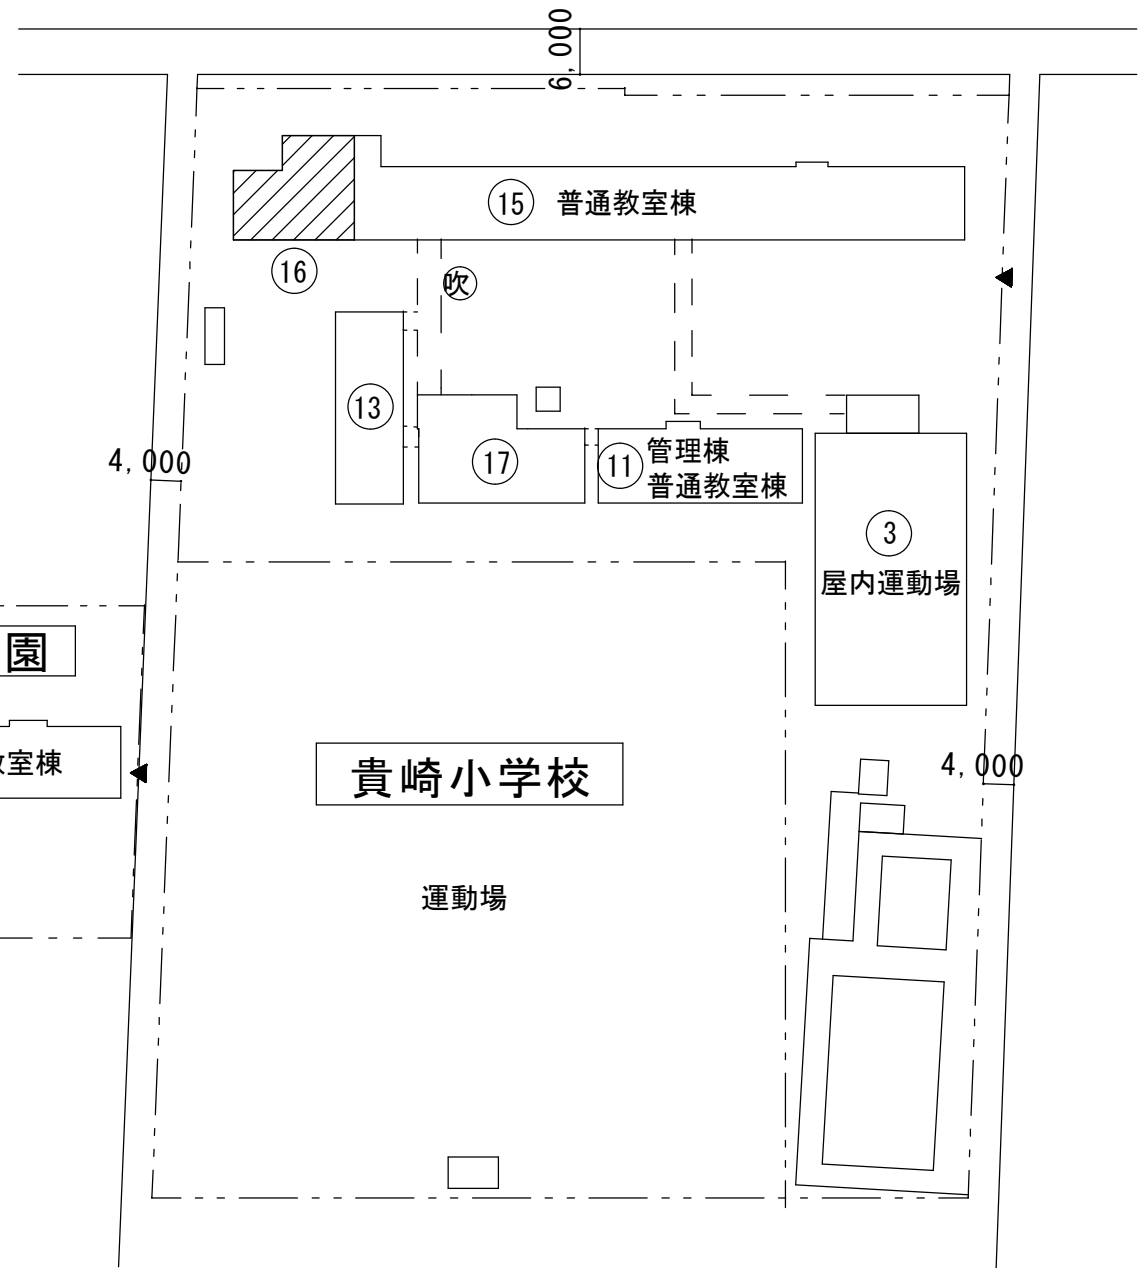 6,000
⑮ 普通教室棟
⑯
吹
⑬
4,000
⑰
⑪ 管理棟
普通教室棟
③
屋内運動場
園
室棟
貴崎小学校
4,000
運動場